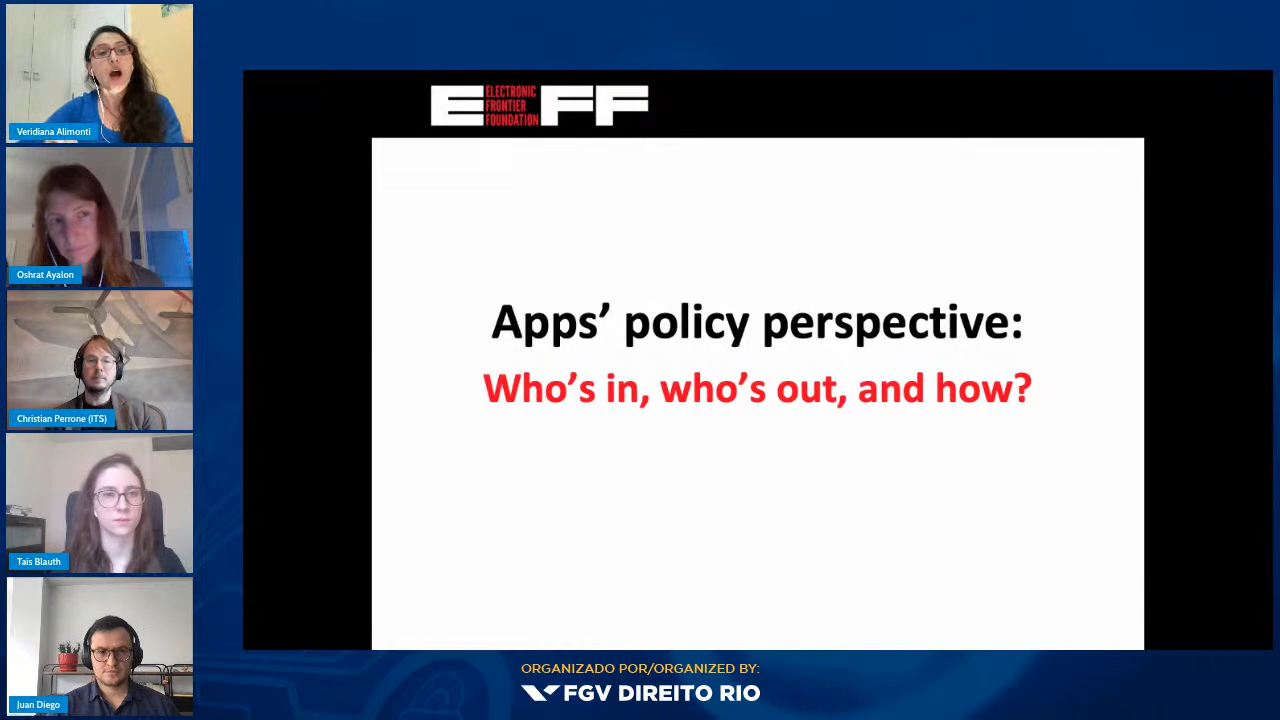 Veridiana Alimonti
Oshrat Ayalon
Christian Perrone (ITS)
Taís Blauth
Juan Diego
EFF
ELECTRONIC
FRONTIER
FOUNDATION
Apps’ policy perspective:
Who’s in, who’s out, and how?
ORGANIZADO POR/ORGANIZED BY:
FGV DIREITO RIO